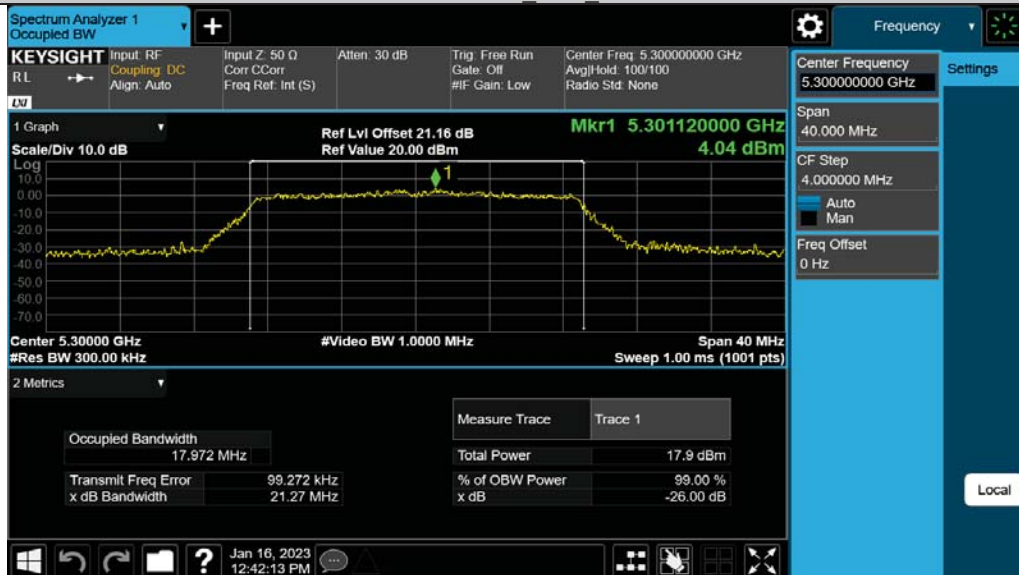 Spectrum Analyzer 1
Occupied BW
+
Frequency
KEYSIGHT
RL
LXI
Input: RF
Coupling: DC
Align: Auto
Input Z: 50 Ω
Corr CCorr
Freq Ref: Int (S)
Atten: 30 dB
Trig: Free Run
Gate: Off
#IF Gain: Low
Center Freq: 5.300000000 GHz
Avg|Hold: 100/100
Radio Std: None
Center Frequency
5.300000000 GHz
Settings
Span
40.000 MHz
CF Step
4.000000 MHz
Auto
Man
Freq Offset
0 Hz
Local
1 Graph
Scale/Div 10.0 dB
Ref Lvl Offset 21.16 dB
Ref Value 20.00 dBm
Mkr1 5.301120000 GHz
4.04 dBm
Log
10.0
0.00
-10.0
-20.0
-30.0
-40.0
-50.0
-60.0
-70.0
1
Center 5.30000 GHz
#Res BW 300.00 kHz
#Video BW 1.0000 MHz
Span 40 MHz
Sweep 1.00 ms (1001 pts)
2 Metrics
Measure Trace
Trace 1
Occupied Bandwidth
17.972 MHz
Total Power
17.9 dBm
Transmit Freq Error
99.272 kHz
% of OBW Power
99.00 %
x dB Bandwidth
21.27 MHz
x dB
-26.00 dB
?
Jan 16, 2023
12:42:13 PM